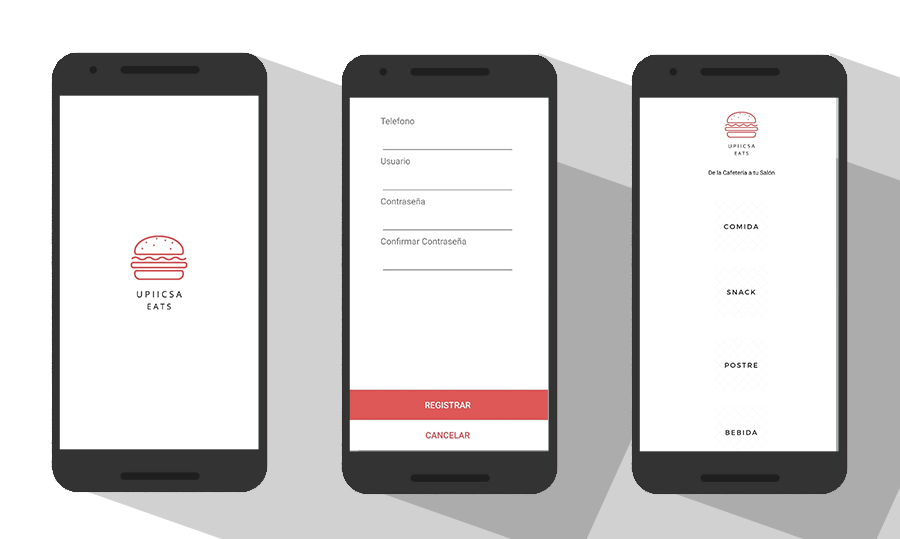 UPIICSA
EATS
Telefono
Usuario
Contraseña
Confirmar Contraseña
REGISTRAR
CANCELAR
UPIICSA
EATS
De la Cafetería a tu Salón
COMIDA
SNACK
POSTRE
BEBIDA